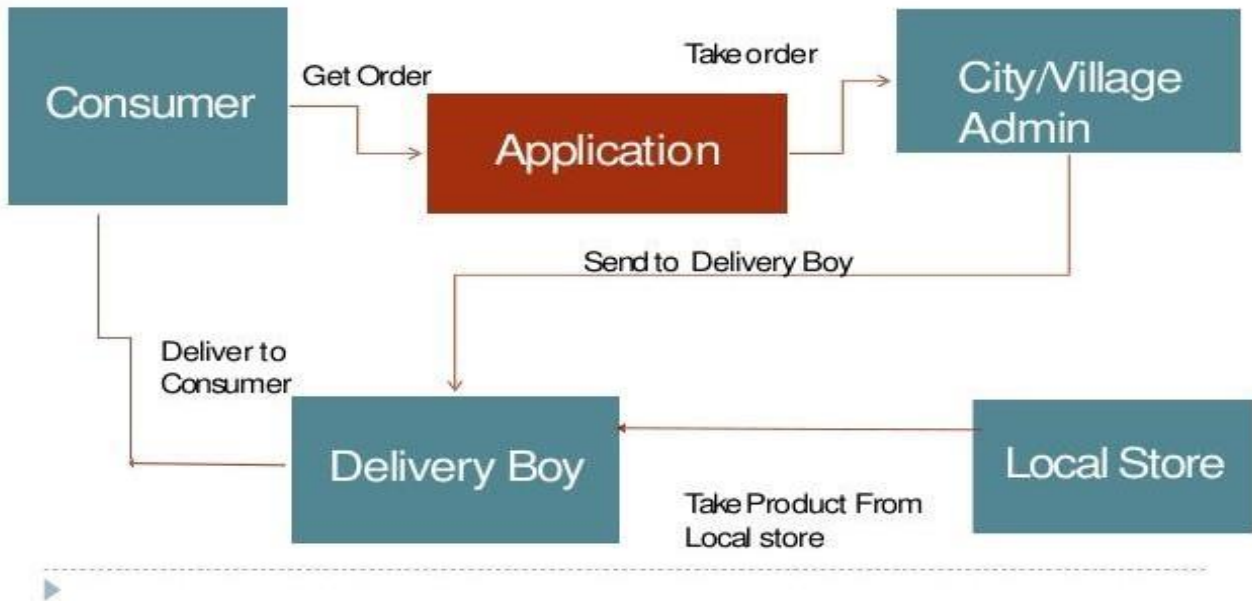 Consumer
Get Order
Application
Take order
City/Village
Admin
Send to Delivery Boy
Deliver to
Consumer
Delivery Boy
Take Product From
Local store
Local Store